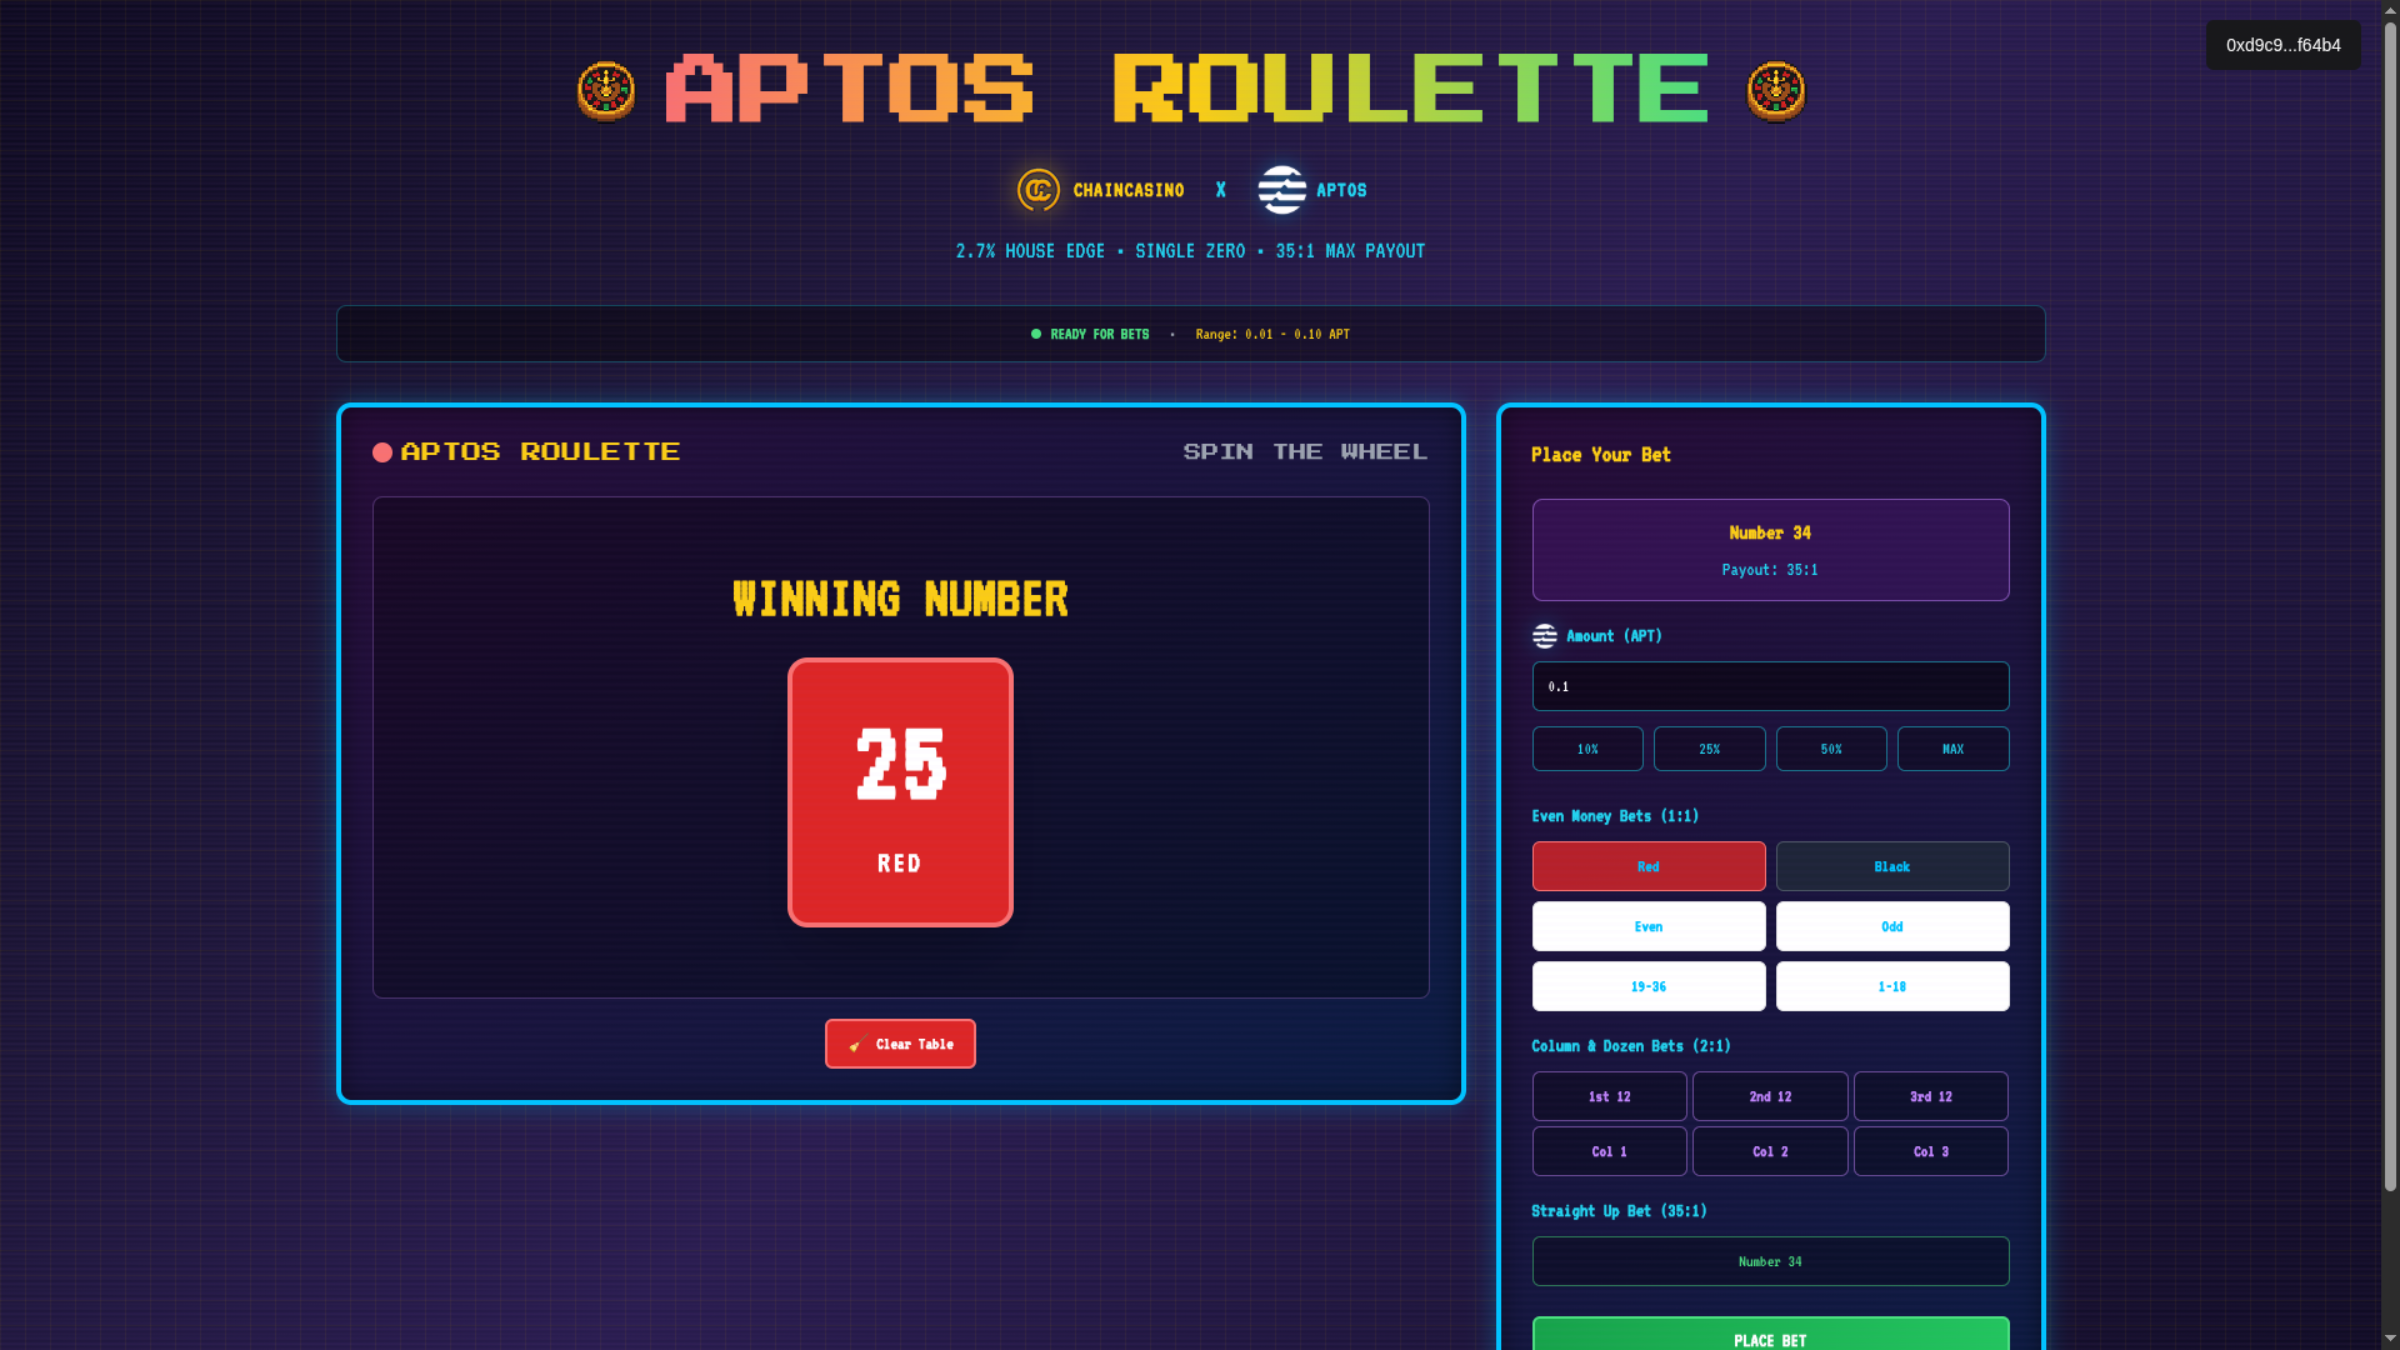 0xd9c9...f64b4
APTOS ROULETTE
CHAINCASINO X APTOS
2.7% HOUSE EDGE • SINGLE ZERO • 35:1 MAX PAYOUT
READY FOR BETS • Range: 0.01 - 0.10 APT
APTOS ROULETTE
SPIN THE WHEEL
WINNING NUMBER
25
RED
Clear Table
Place Your Bet
Number 34
Payout: 35:1
Amount (APT)
0.1
10% 25% 50% MAX
Even Money Bets (1:1)
Red Black
Even Odd
19-36 1-18
Column & Dozen Bets (2:1)
1st 12 2nd 12 3rd 12
Col 1 Col 2 Col 3
Straight Up Bet (35:1)
Number 34
PLACE BET